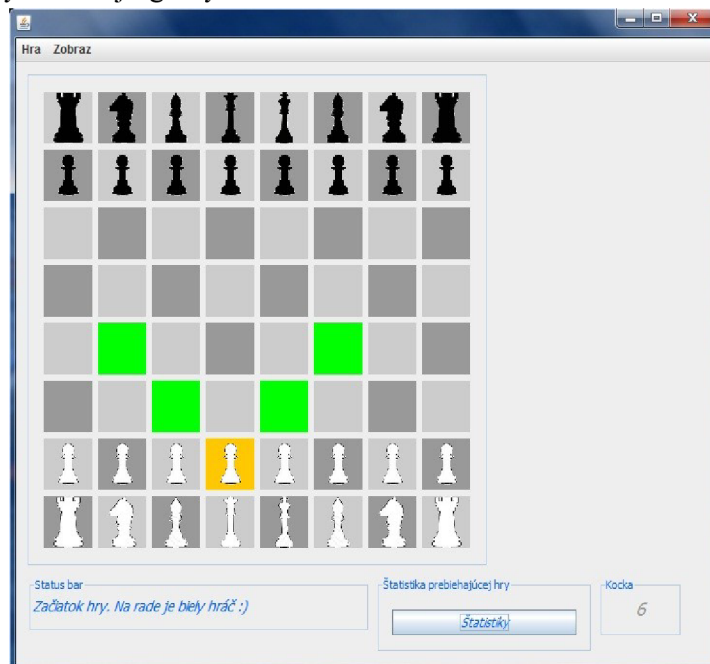 Hra Zobraz
Status bar
Začiatok hry. Na rade je biely hráč :)
Štatistika prebiehajúcej hry
Štatistiky
Kocka
6